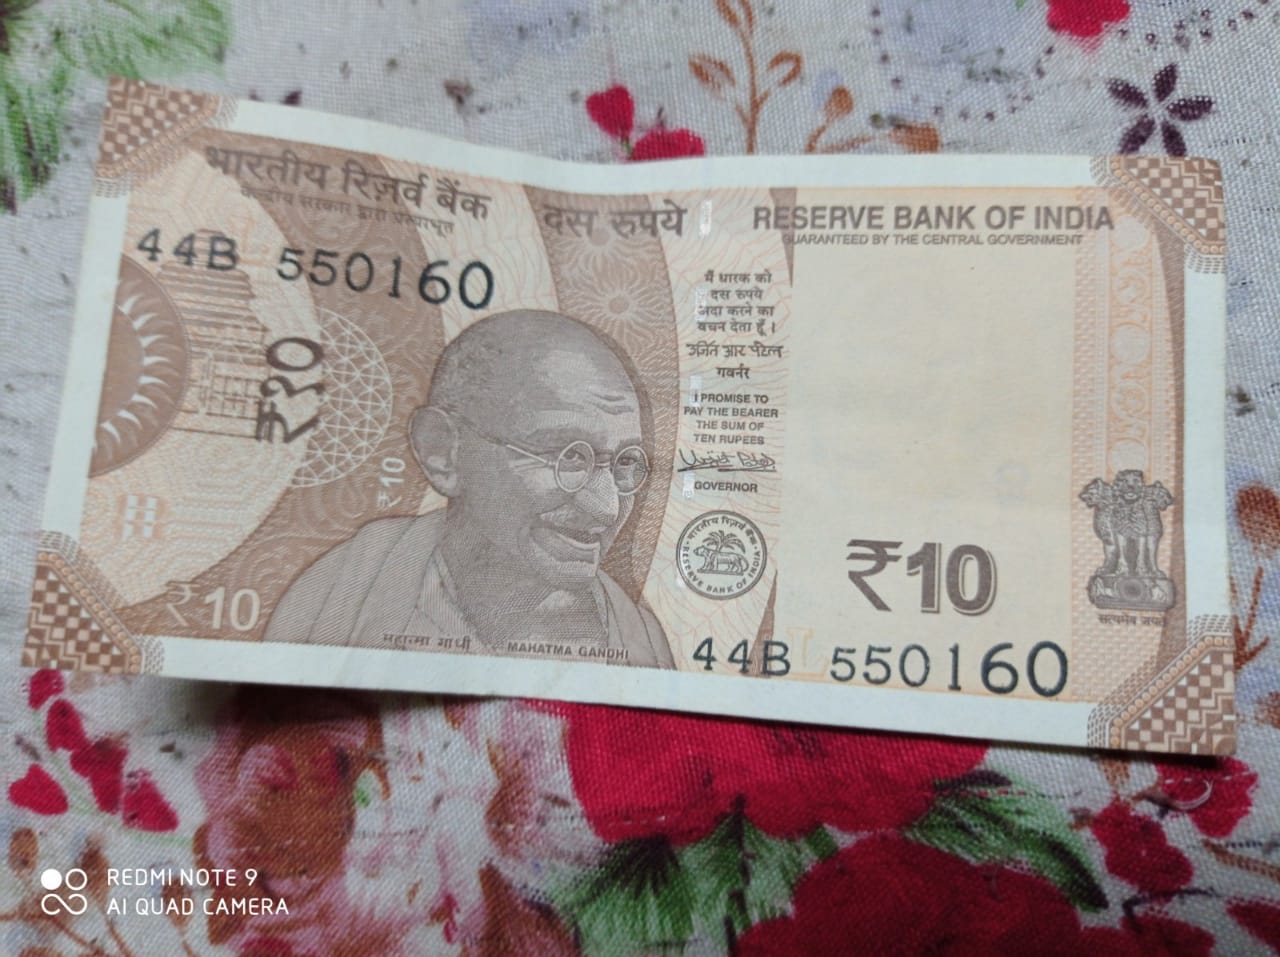 भारतीय रिज़र्व बैंक
केन्द्रीय सरकार द्वारा प्रत्याभूत
44B 550160
दस रुपये
RESERVE BANK OF INDIA
GUARANTEED BY THE CENTRAL GOVERNMENT
मैं धारक को
दस रुपये
अदा करने का
वचन देता हूँ ।
उर्जित आर पटेल
गवर्नर
I PROMISE TO
PAY THE BEARER
THE SUM OF
TEN RUPEES
GOVERNOR
₹१०
₹10
₹10
भारतीय रिज़र्व बैंक
RESERVE BANK OF INDIA
₹10
सत्यमेव जयते
महात्मा गांधी
MAHATMA GANDHI
44B 550160
REDMI NOTE 9
AI QUAD CAMERA